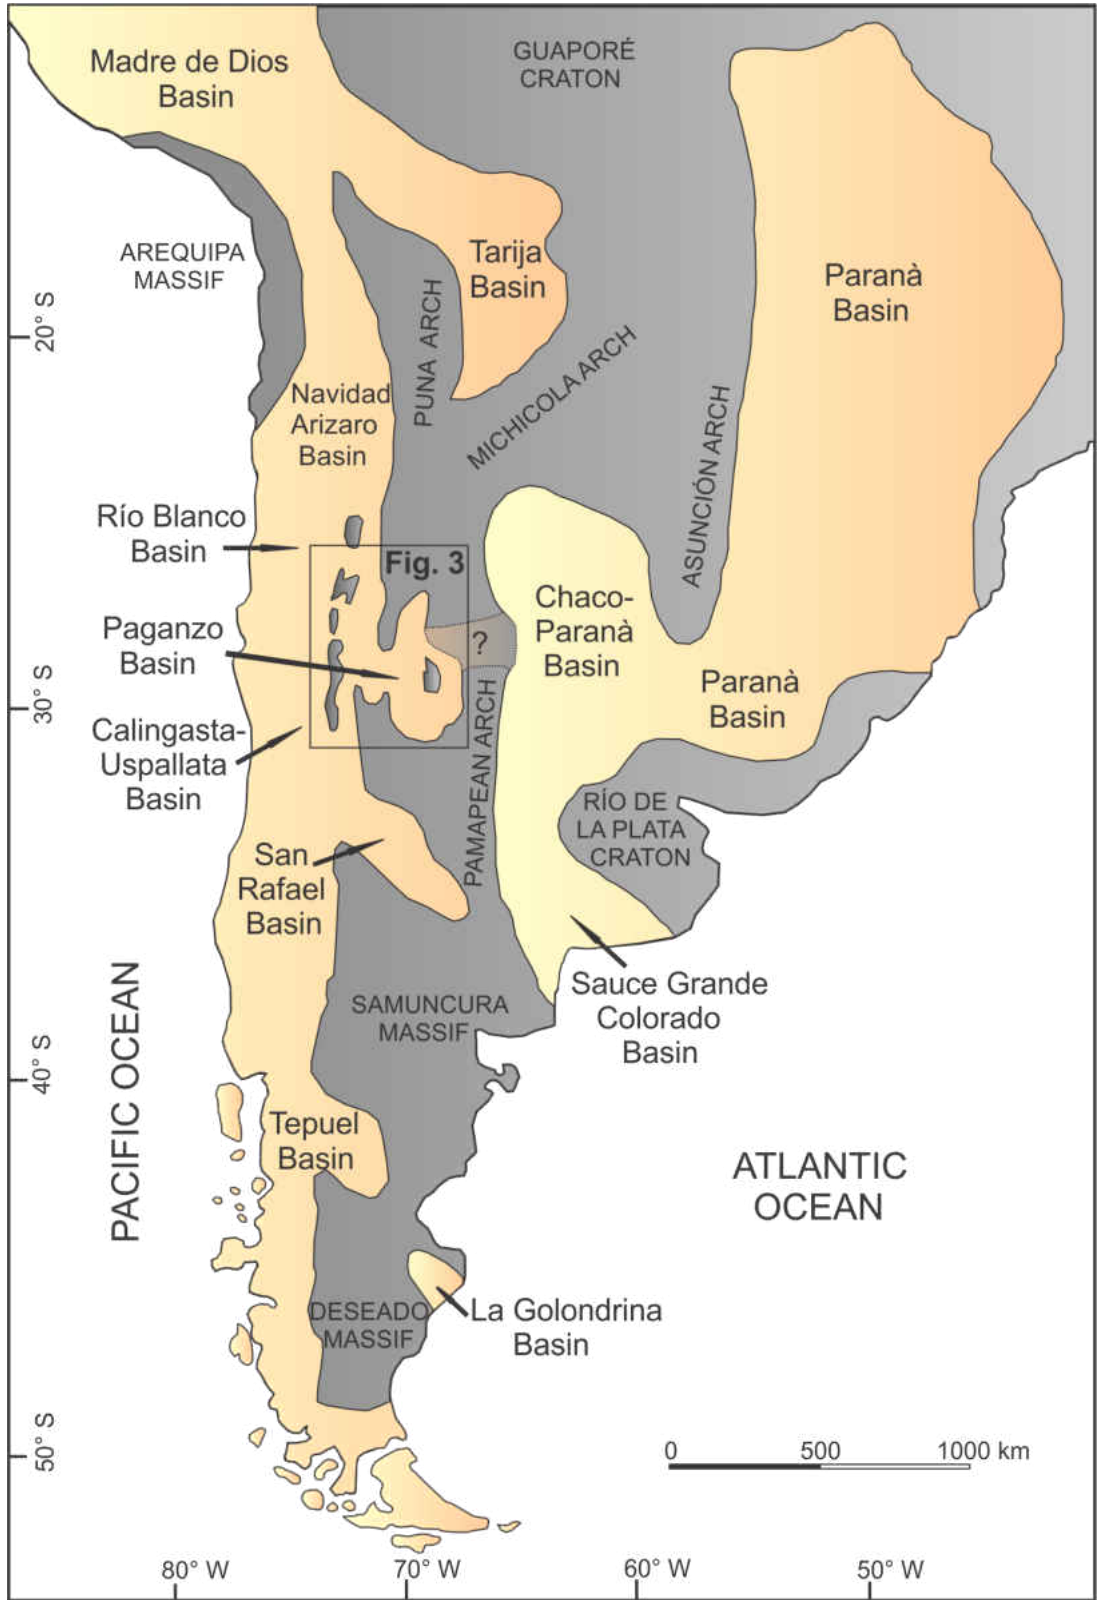 GUAPORÉ
CRATON
Madre de Dios
Basin
AREQUIPA
MASSIF
Tarija
Basin
Paranà
Basin
20° S
PUNA ARCH
MICHICOLA ARCH
ASUNCIÓN ARCH
Navidad
Arizaro
Basin
Río Blanco
Basin
Fig. 3
Chaco-
Paranà
Basin
Paganzo
Basin
?
Paranà
Basin
30° S
Calingasta-
Uspallata
Basin
PAMAPEAN ARCH
RÍO DE
LA PLATA
CRATON
San
Rafael
Basin
Sauce Grande
Colorado
Basin
SAMUNCURA
MASSIF
PACIFIC OCEAN
40° S
Tepuel
Basin
ATLANTIC
OCEAN
DESEADO
MASSIF
La Golondrina
Basin
50° S
0 500 1000 km
80° W 70° W 60° W 50° W